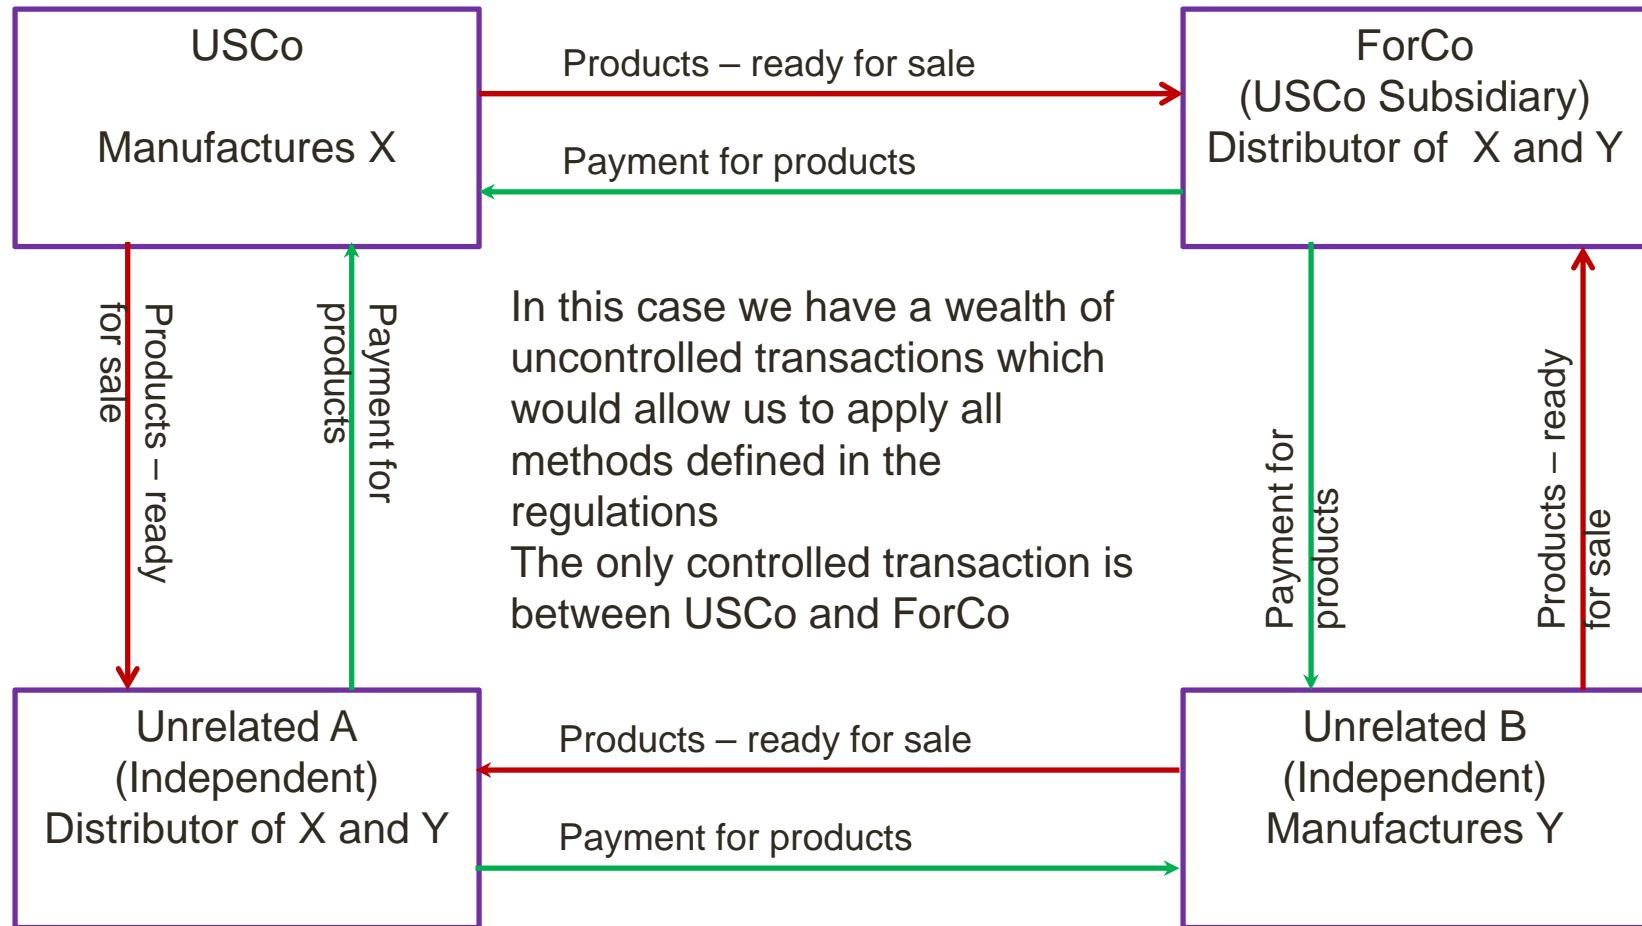 USCo
Manufactures X
Products – ready for sale
Payment for products
ForCo
(USCo Subsidiary)
Distributor of  X and Y
Products – ready
for sale
Payment for
products
In this case we have a wealth of
uncontrolled transactions which
would allow us to apply all
methods defined in the
regulations
The only controlled transaction is
between USCo and ForCo
Payment for
products
Products – ready
for sale
Unrelated A
(Independent)
Distributor of X and Y
Products – ready for sale
Payment for products
Unrelated B
(Independent)
Manufactures Y